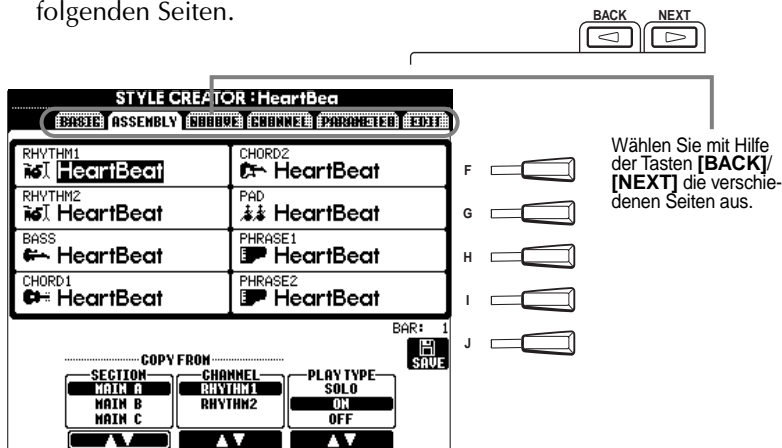 folgenden Seiten.
BACK NEXT
STYLE CREATOR : HeartBea
BASIC ASSEMBLY GROOVE CHANNEL PARAMETER EDIT
RHYTHM1
HeartBeat
CHORD2
HeartBeat
RHYTHM2
HeartBeat
PAD
HeartBeat
BASS
HeartBeat
PHRASE1
HeartBeat
CHORD1
HeartBeat
PHRASE2
HeartBeat
F
G
H
I
J
Wählen Sie mit Hilfe
der Tasten [BACK]/
[NEXT] die verschie-
denen Seiten aus.
BAR: 1
SAVE
COPY FROM
SECTION
MAIN A
MAIN B
MAIN C
CHANNEL
RHYTHM1
RHYTHM2
PLAY TYPE
SOLO
ON
OFF